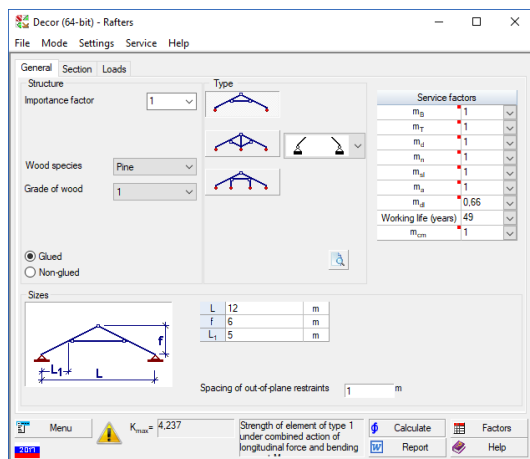 Decor (64-bit) - Rafters
File Mode Settings Service Help
General Section Loads
Structure
Importance factor 1
Wood species Pine
Grade of wood 1
Glued
Non-glued
Type
Service factors
mB 1
mT 1
md 1
mn 1
msl 1
ma 1
mdl 0,66
Working life (years) 49
mcm 1
Sizes
f
L1
L
L 12 m
f 6 m
L1 5 m
Spacing of out-of-plane restraints 1 m
Menu
2017
Kmax= 4,237
Strength of element of type 1
under combined action of
longitudinal force and bending
Calculate
Factors
Report
Help